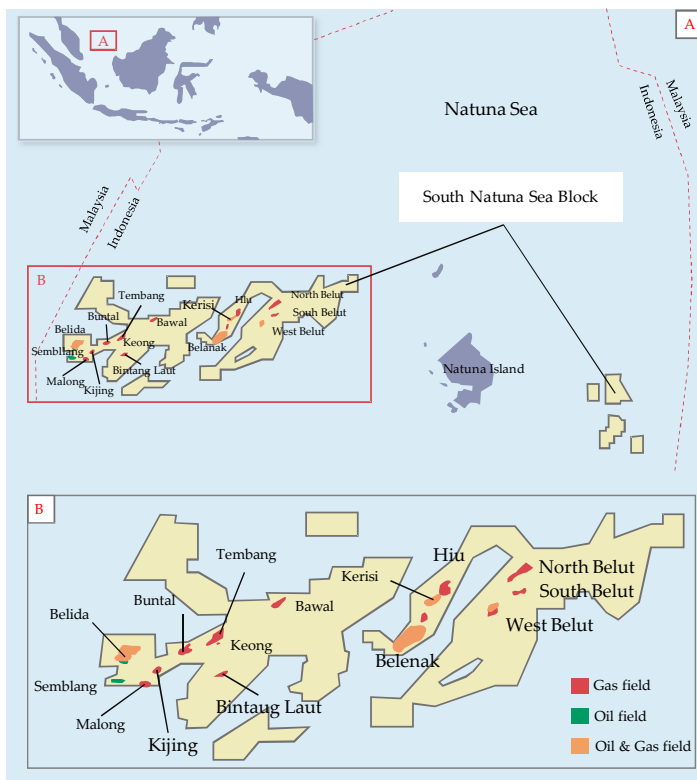 A
A
Natuna Sea
Malaysia
Indonesia
Malaysia
Indonesia
South Natuna Sea Block
B
Tembang
Buntal
Bawal
Kerisi
Hiu
North Belut
South Belut
West Belut
Belida
Keong
Belanak
Sembllang
Bintang Laut
Malong
Kijing
Natuna Island
B
Tembang
Hiu
Kerisi
North Belut
South Belut
Buntal
Bawal
Belida
West Belut
Keong
Belenak
Semblang
Bintaug Laut
Malong
Kijing
Gas field
Oil field
Oil & Gas field